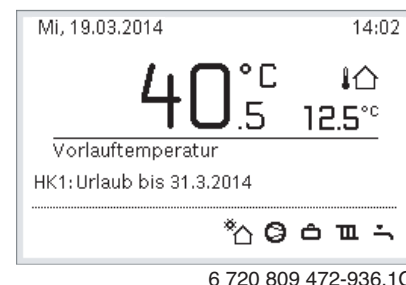 Mi, 19.03.2014 14:02
40.5 °C
12.5°C
Vorlauftemperatur
HK1: Urlaub bis 31.3.2014
6 720 809 472-936.1O